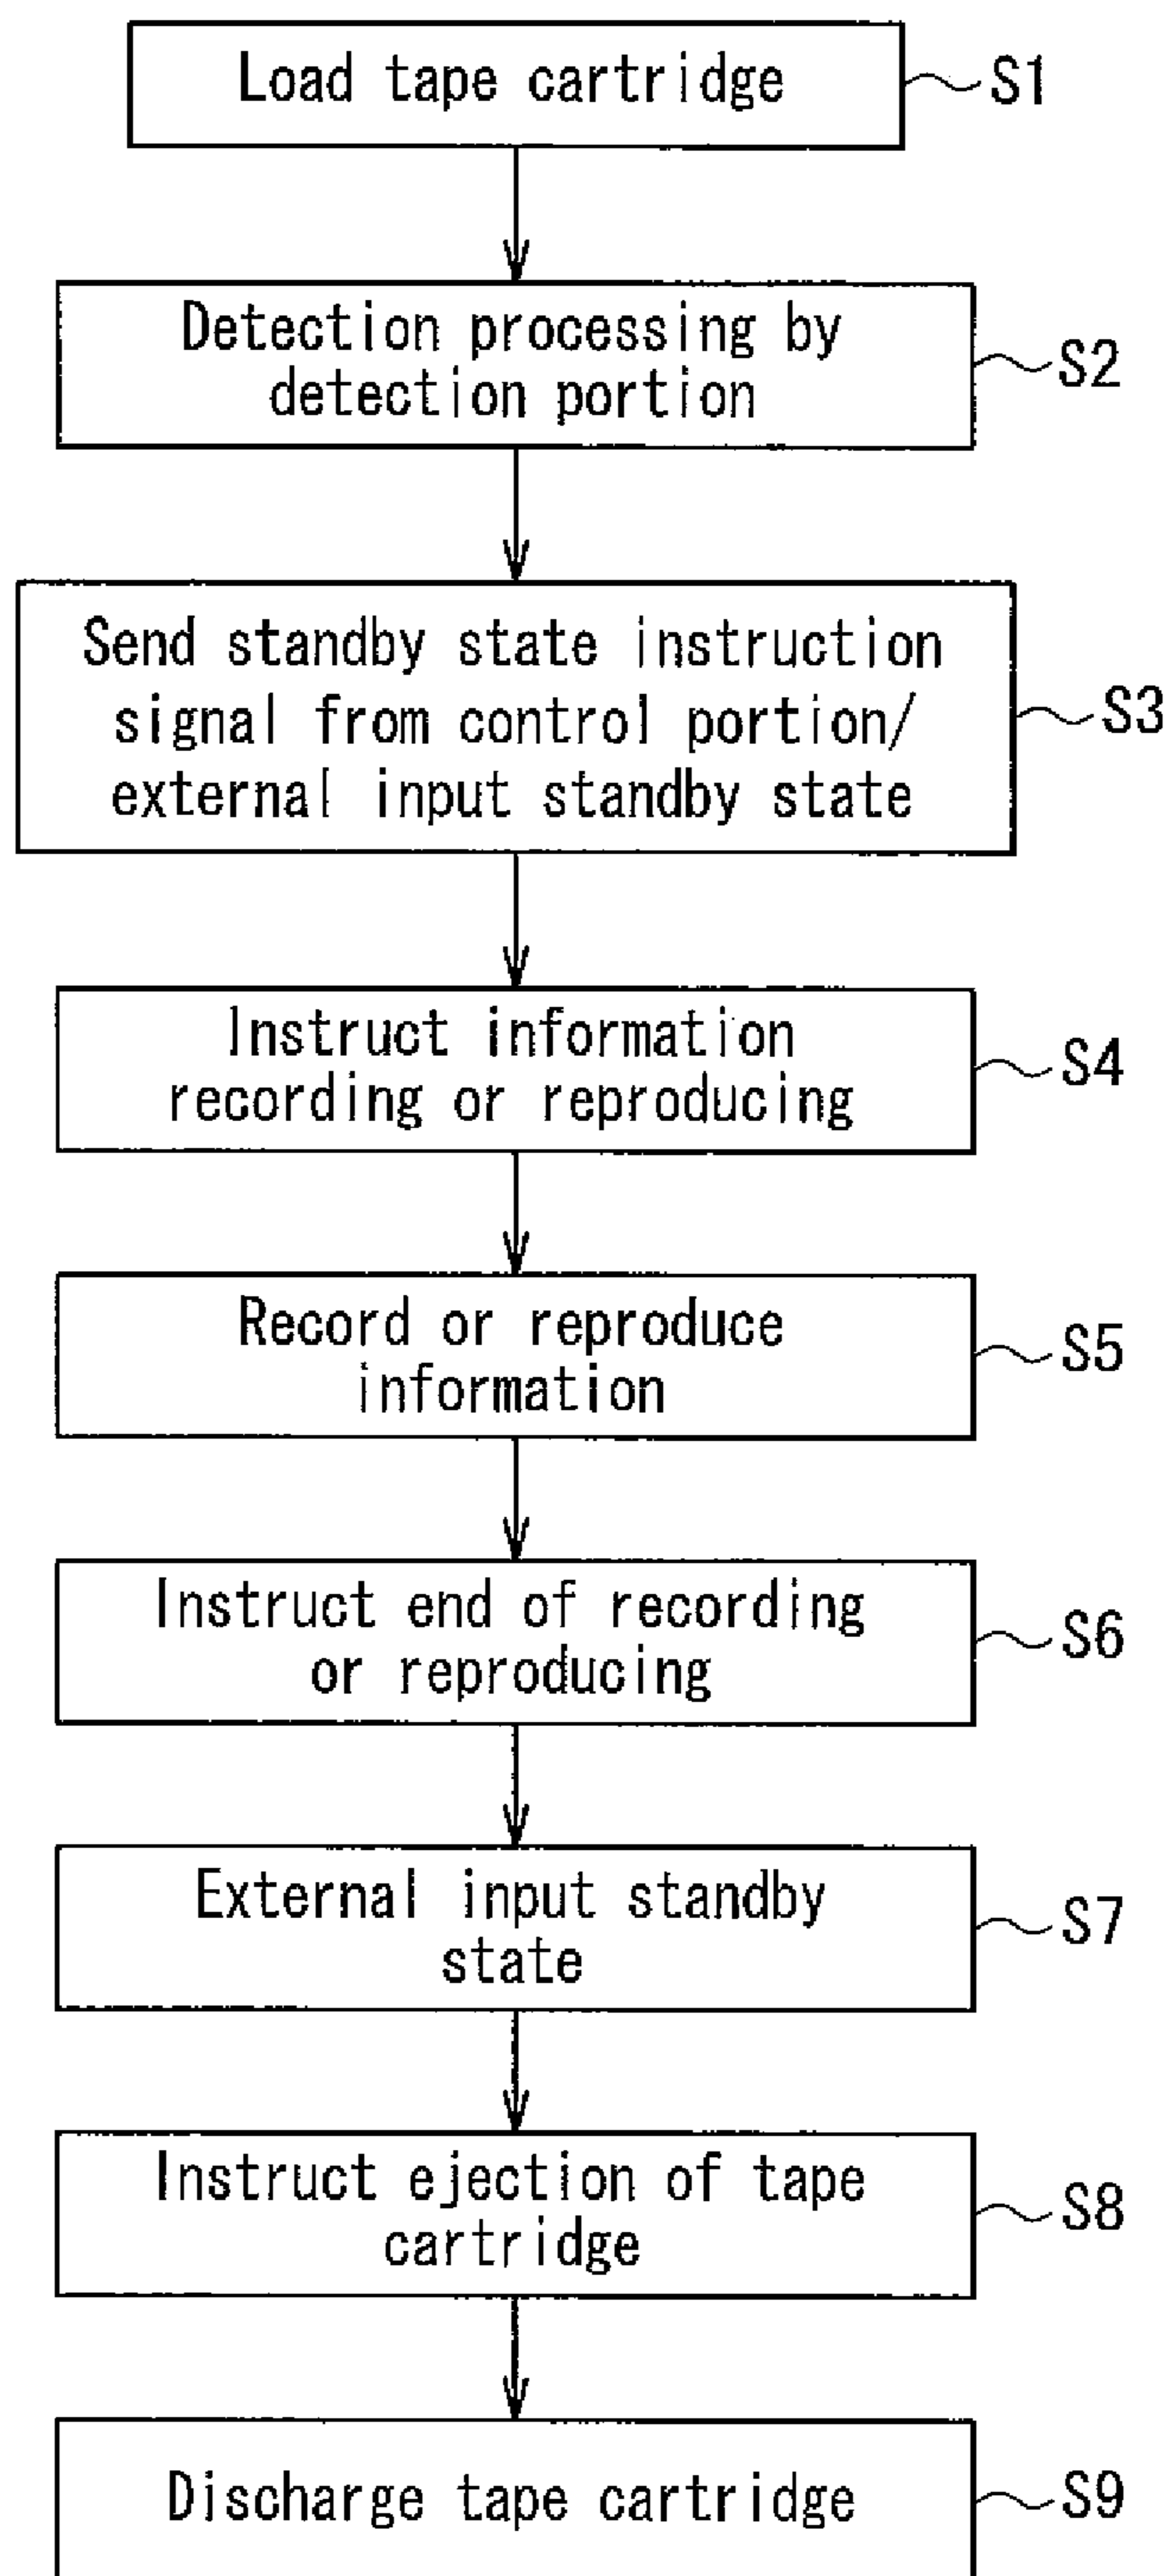 Load tape cartridge
S1
Detection processing by
detection portion
S2
Send standby state instruction
signal from control portion/
external input standby state
S3
Instruct information
recording or reproducing
S4
Record or reproduce
information
S5
Instruct end of recording
or reproducing
S6
External input standby
state
S7
Instruct ejection of tape
cartridge
S8
Discharge tape cartridge
S9